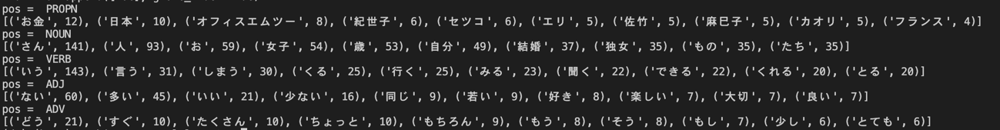 pos =  PROPN
[('お金', 12), ('日本', 10), ('オフィスエムツー', 8), ('紀世子', 6), ('セツコ', 6), ('エリ', 5), ('佐竹', 5), ('麻巳子', 5), ('カオリ', 5), ('フランス', 4)]
pos =  NOUN
[('さん', 141), ('人', 93), ('お', 59), ('女子', 54), ('歳', 53), ('自分', 49), ('結婚', 37), ('独女', 35), ('もの', 35), ('たち', 35)]
pos =  VERB
[('いう', 143), ('言う', 31), ('しまう', 30), ('くる', 25), ('行く', 25), ('みる', 23), ('聞く', 22), ('できる', 22), ('くれる', 20), ('とる', 20)]
pos =  ADJ
[('ない', 60), ('多い', 45), ('いい', 21), ('少ない', 16), ('同じ', 9), ('若い', 9), ('好き', 8), ('楽しい', 7), ('大切', 7), ('良い', 7)]
pos =  ADV
[('どう', 21), ('すぐ', 10), ('たくさん', 10), ('ちょっと', 10), ('もちろん', 9), ('もう', 8), ('そう', 8), ('もし', 7), ('少し', 6), ('とても', 6)]